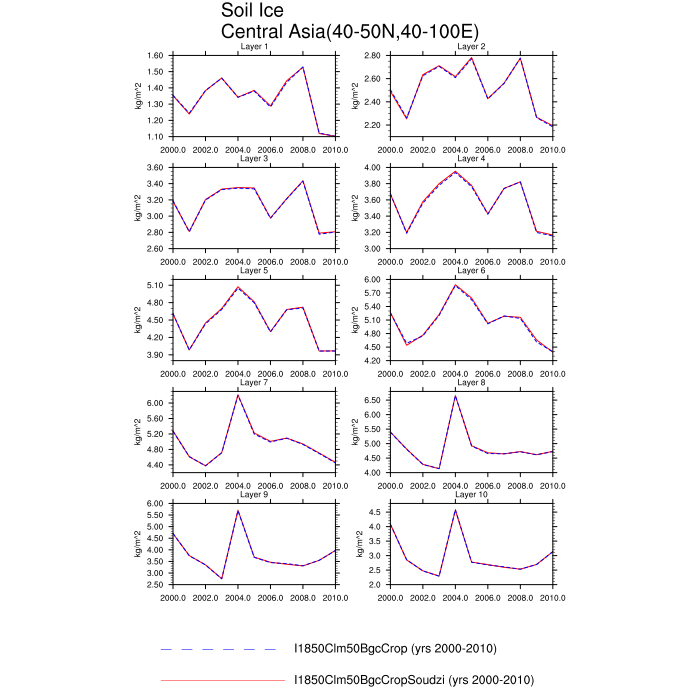 Soil Ice
Central Asia(40-50N,40-100E)
Layer 1
1.60
1.50
1.40
1.30
1.20
1.10
kg/m^2
2000.0 2002.0 2004.0 2006.0 2008.0 2010.0
Layer 2
2.80
2.60
2.40
2.20
kg/m^2
2000.0 2002.0 2004.0 2006.0 2008.0 2010.0
Layer 3
3.60
3.40
3.20
3.00
2.80
2.60
kg/m^2
2000.0 2002.0 2004.0 2006.0 2008.0 2010.0
Layer 4
4.00
3.80
3.60
3.40
3.20
3.00
kg/m^2
2000.0 2002.0 2004.0 2006.0 2008.0 2010.0
Layer 5
5.10
4.80
4.50
4.20
3.90
kg/m^2
2000.0 2002.0 2004.0 2006.0 2008.0 2010.0
Layer 6
6.00
5.70
5.40
5.10
4.80
4.50
4.20
kg/m^2
2000.0 2002.0 2004.0 2006.0 2008.0 2010.0
Layer 7
6.00
5.60
5.20
4.80
4.40
kg/m^2
2000.0 2002.0 2004.0 2006.0 2008.0 2010.0
Layer 8
6.50
6.00
5.50
5.00
4.50
4.00
kg/m^2
2000.0 2002.0 2004.0 2006.0 2008.0 2010.0
Layer 9
6.00
5.50
5.00
4.50
4.00
3.50
3.00
2.50
kg/m^2
2000.0 2002.0 2004.0 2006.0 2008.0 2010.0
Layer 10
4.5
4.0
3.5
3.0
2.5
2.0
kg/m^2
2000.0 2002.0 2004.0 2006.0 2008.0 2010.0
I1850Clm50BgcCrop (yrs 2000-2010)
I1850Clm50BgcCropSoudzi (yrs 2000-2010)